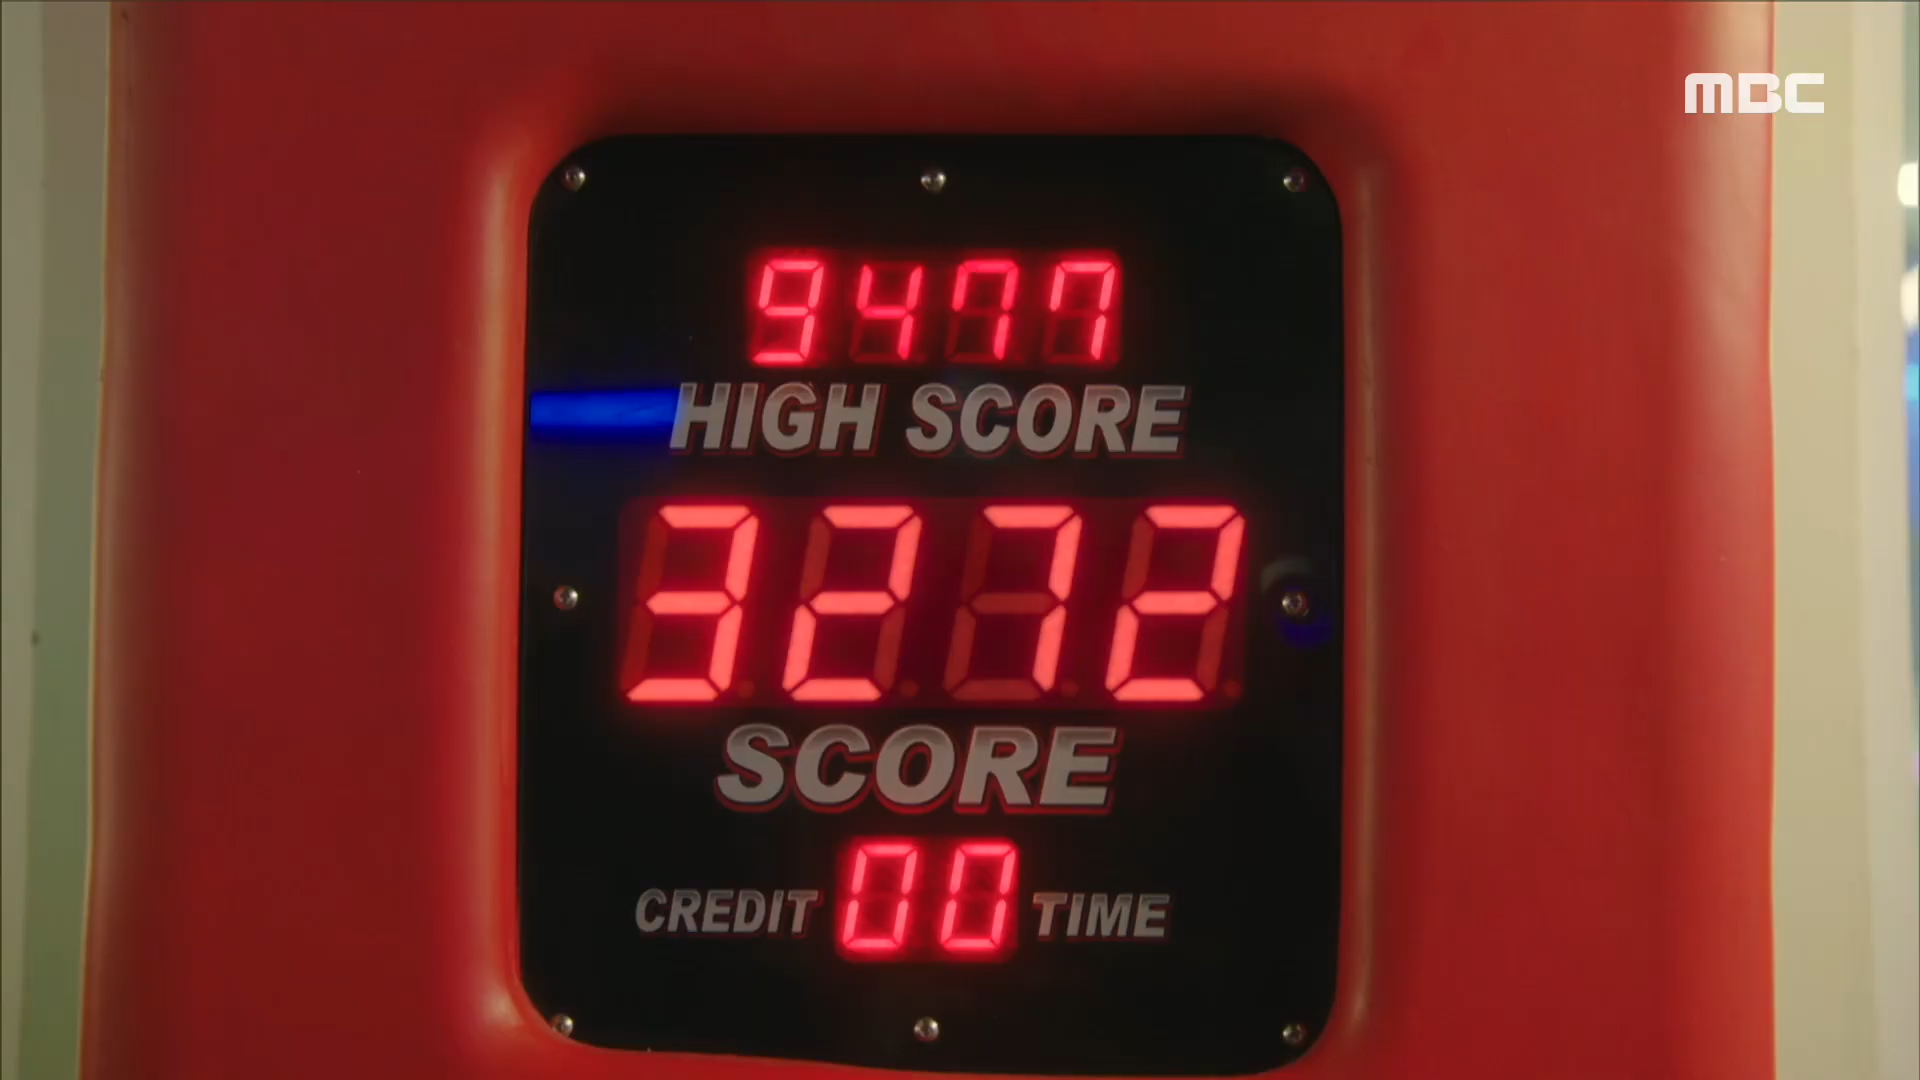 MBC
9477
HIGH SCORE
3272
SCORE
CREDIT 00 TIME